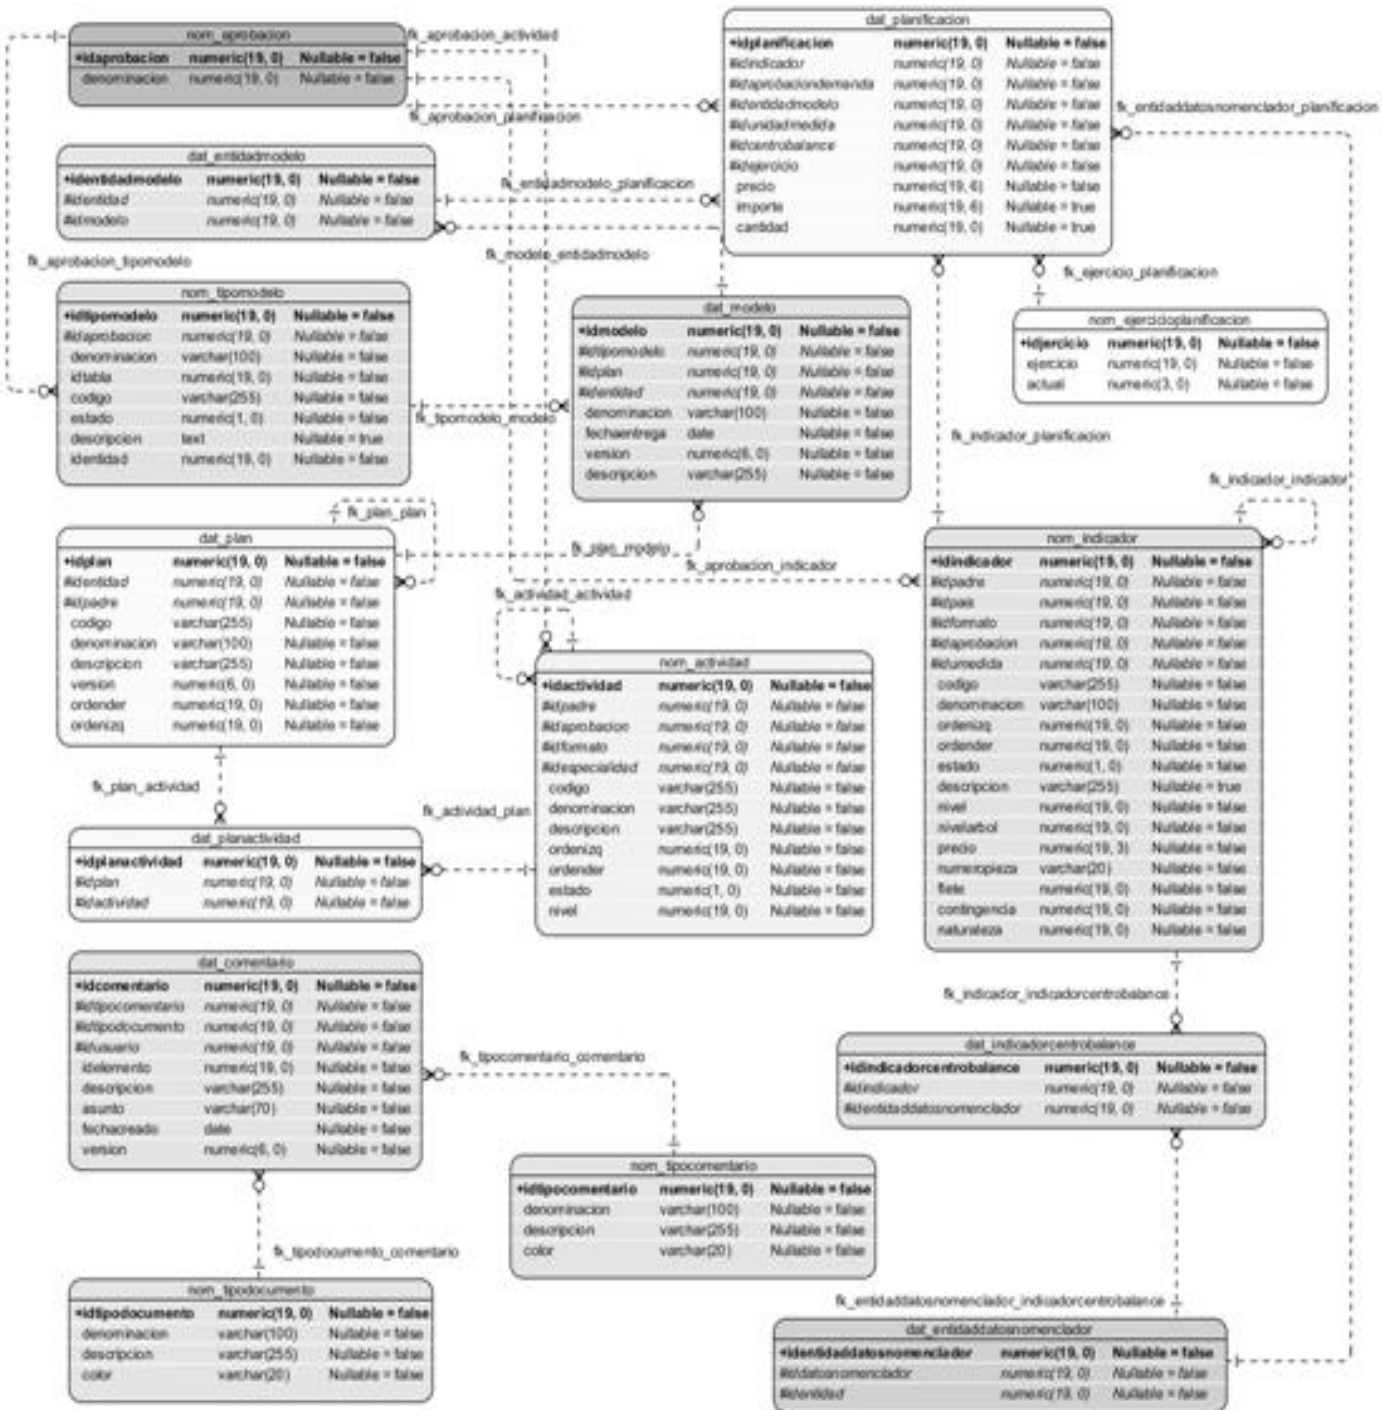 nom_aprobacion
+idaprobacion numeric(19, 0) Nullable = false
denominacion numeric(19, 0) Nullable = false
fk_aprobacion_actividad
fk_aprobacion_planificacion
dat_planificacion
+idplanificacion numeric(19, 0) Nullable = false
#idindicador numeric(19, 0) Nullable = false
#idaprobaciondemanda numeric(19, 0) Nullable = false
#identidadmodelo numeric(19, 0) Nullable = false
#idunidadmedida numeric(19, 0) Nullable = false
#idcentrobalance numeric(19, 0) Nullable = false
#idejercicio numeric(19, 0) Nullable = false
precio numeric(19, 6) Nullable = false
importe numeric(19, 6) Nullable = true
cantidad numeric(19, 0) Nullable = true
fk_entidaddatosnomenclador_planificacion
dat_entidadmodelo
+identidadmodelo numeric(19, 0) Nullable = false
#identidad numeric(19, 0) Nullable = false
#idmodelo numeric(19, 0) Nullable = false
fk_entidadmodelo_planificacion
fk_modelo_entidadmodelo
fk_aprobacion_tipomodelo
fk_ejercicio_planificacion
nom_tipomodelo
+idtipomodelo numeric(19, 0) Nullable = false
#idaprobacion numeric(19, 0) Nullable = false
denominacion varchar(100) Nullable = false
idtabla numeric(19, 0) Nullable = false
codigo varchar(255) Nullable = false
estado numeric(1, 0) Nullable = false
descripcion text Nullable = true
identidad numeric(19, 0) Nullable = false
fk_tipomodelo_modelo
dat_modelo
+idmodelo numeric(19, 0) Nullable = false
#idtipomodelo numeric(19, 0) Nullable = false
#idplan numeric(19, 0) Nullable = false
#identidad numeric(19, 0) Nullable = false
denominacion varchar(100) Nullable = false
fechaentrega date Nullable = false
version numeric(6, 0) Nullable = false
descripcion varchar(255) Nullable = false
nom_ejercicioplanificacion
+idjercicio numeric(19, 0) Nullable = false
ejercicio numeric(19, 0) Nullable = false
actual numeric(3, 0) Nullable = false
fk_indicador_planificacion
fk_indicador_indicador
fk_plan_plan
dat_plan
+idplan numeric(19, 0) Nullable = false
#identidad numeric(19, 0) Nullable = false
#idpadre numeric(19, 0) Nullable = false
codigo varchar(255) Nullable = false
denominacion varchar(100) Nullable = false
descripcion varchar(255) Nullable = false
version numeric(6, 0) Nullable = false
ordender numeric(19, 0) Nullable = false
ordenizq numeric(19, 0) Nullable = false
fk_plan_modelo
fk_aprobacion_indicador
fk_actividad_actividad
nom_indicador
+idindicador numeric(19, 0) Nullable = false
#idpadre numeric(19, 0) Nullable = false
#idpais numeric(19, 0) Nullable = false
#idformato numeric(19, 0) Nullable = false
#idaprobacion numeric(19, 0) Nullable = false
#idumedida numeric(19, 0) Nullable = false
codigo varchar(255) Nullable = false
denominacion varchar(100) Nullable = false
ordenizq numeric(19, 0) Nullable = false
ordender numeric(19, 0) Nullable = false
estado numeric(1, 0) Nullable = false
descripcion varchar(255) Nullable = true
nivel numeric(19, 0) Nullable = false
nivelarbol numeric(19, 0) Nullable = false
precio numeric(19, 3) Nullable = false
numeropieza varchar(20) Nullable = false
flete numeric(19, 0) Nullable = false
contingencia numeric(19, 0) Nullable = false
naturaleza numeric(19, 0) Nullable = false
nom_actividad
+idactividad numeric(19, 0) Nullable = false
#idpadre numeric(19, 0) Nullable = false
#idaprobacion numeric(19, 0) Nullable = false
#idformato numeric(19, 0) Nullable = false
#idespecialidad numeric(19, 0) Nullable = false
codigo varchar(255) Nullable = false
denominacion varchar(255) Nullable = false
descripcion varchar(255) Nullable = false
ordenizq numeric(19, 0) Nullable = false
ordender numeric(19, 0) Nullable = false
estado numeric(1, 0) Nullable = false
nivel numeric(19, 0) Nullable = false
fk_plan_actividad
fk_actividad_plan
dat_planactividad
+idplanactividad numeric(19, 0) Nullable = false
#idplan numeric(19, 0) Nullable = false
#idactividad numeric(19, 0) Nullable = false
dat_comentario
+idcomentario numeric(19, 0) Nullable = false
#idtipocomentario numeric(19, 0) Nullable = false
#idtipodocumento numeric(19, 0) Nullable = false
#idusuario numeric(19, 0) Nullable = false
idelemento numeric(19, 0) Nullable = false
descripcion varchar(255) Nullable = false
asunto varchar(70) Nullable = false
fechacreado date Nullable = false
version numeric(6, 0) Nullable = false
fk_tipocomentario_comentario
fk_indicador_indicadorcentrobalance
dat_indicadorcentrobalance
+idindicadorcentrobalance numeric(19, 0) Nullable = false
#idindicador numeric(19, 0) Nullable = false
#identidaddatosnomenclador numeric(19, 0) Nullable = false
nom_tipocomentario
+idtipocomentario numeric(19, 0) Nullable = false
denominacion varchar(100) Nullable = false
descripcion varchar(255) Nullable = false
color varchar(20) Nullable = false
fk_tipodocumento_comentario
nom_tipodocumento
+idtipodocumento numeric(19, 0) Nullable = false
denominacion varchar(100) Nullable = false
descripcion varchar(255) Nullable = false
color varchar(20) Nullable = false
fk_entidaddatosnomenclador_indicadorcentrobalance
dat_entidaddatosnomenclador
+identidaddatosnomenclador numeric(19, 0) Nullable = false
#iddatosnomenclador numeric(19, 0) Nullable = false
#identidad numeric(19, 0) Nullable = false